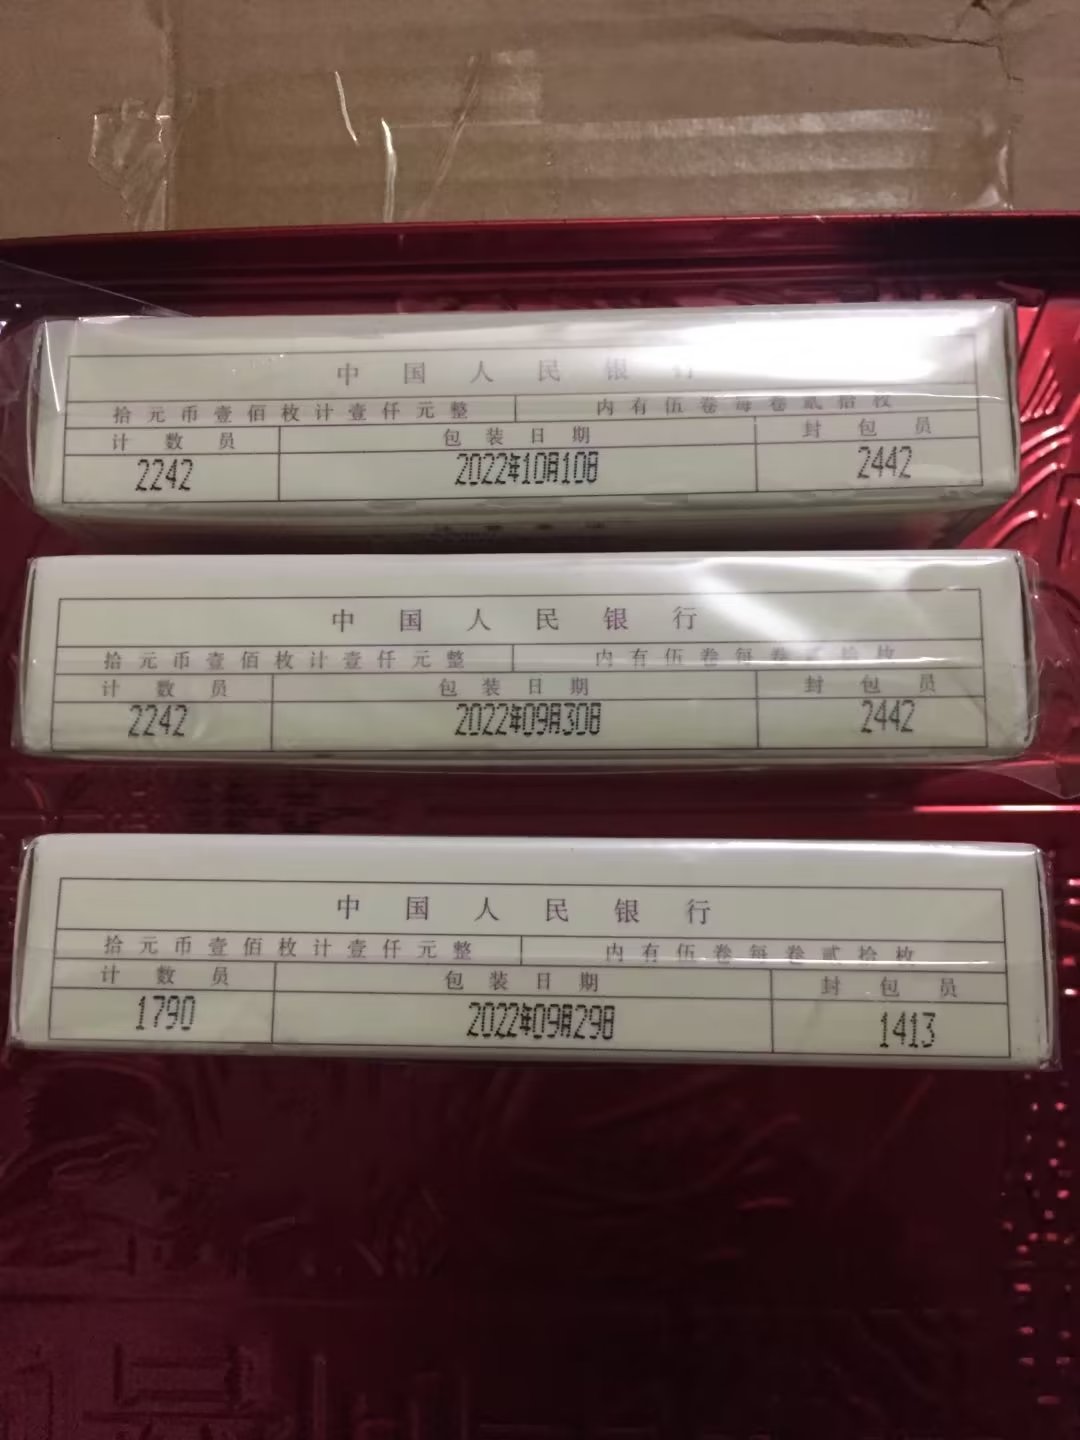 中国人民银行
拾元币壹佰枚计壹仟元整 内有伍卷每卷贰拾枚
计数员 包装日期 封包员
2242 2022年10月10日 2442
中国人民银行
拾元币壹佰枚计壹仟元整 内有伍卷每卷贰拾枚
计数员 包装日期 封包员
2242 2022年09月30日 2442
中国人民银行
拾元币壹佰枚计壹仟元整 内有伍卷每卷贰拾枚
计数员 包装日期 封包员
1790 2022年09月29日 1413